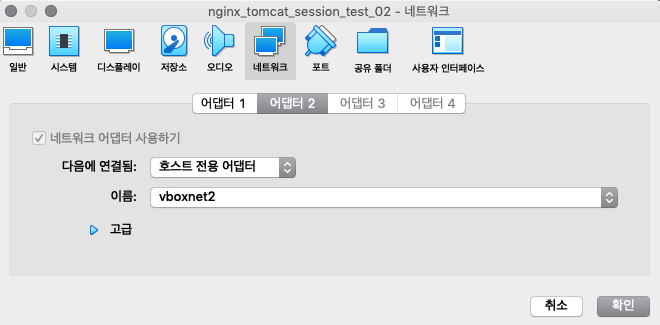 nginx_tomcat_session_test_02 - 네트워크
일반 시스템 디스플레이 저장소 오디오 네트워크 포트 공유 폴더 사용자 인터페이스
어댑터 1 어댑터 2 어댑터 3 어댑터 4
네트워크 어댑터 사용하기
다음에 연결됨: 호스트 전용 어댑터
이름: vboxnet2
고급
취소 확인